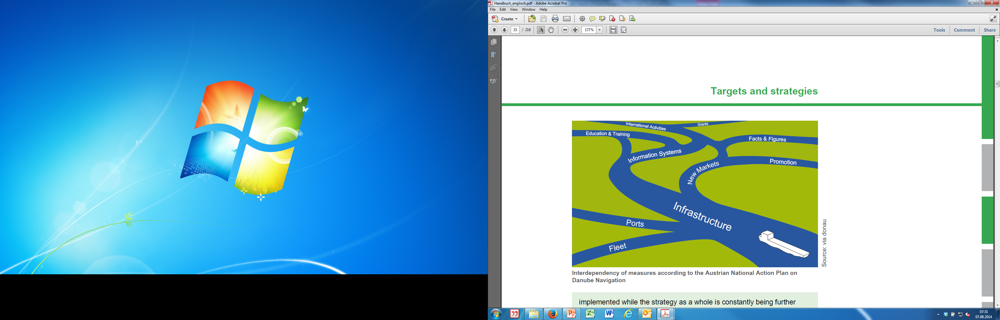 Handbuch_englisch.pdf - Adobe Acrobat Pro
File Edit View Window Help
Create
33 / 218 177% Tools Comment Share
Targets and strategies
International Activities
Grants
Education & Training
Facts & Figures
Information Systems
Promotion
New Markets
Infrastructure
Ports
Fleet
Source: via donau
Interdependency of measures according to the Austrian National Action Plan on
Danube Navigation
implemented while the strategy as a whole is constantly being further
07:31
07.08.2014